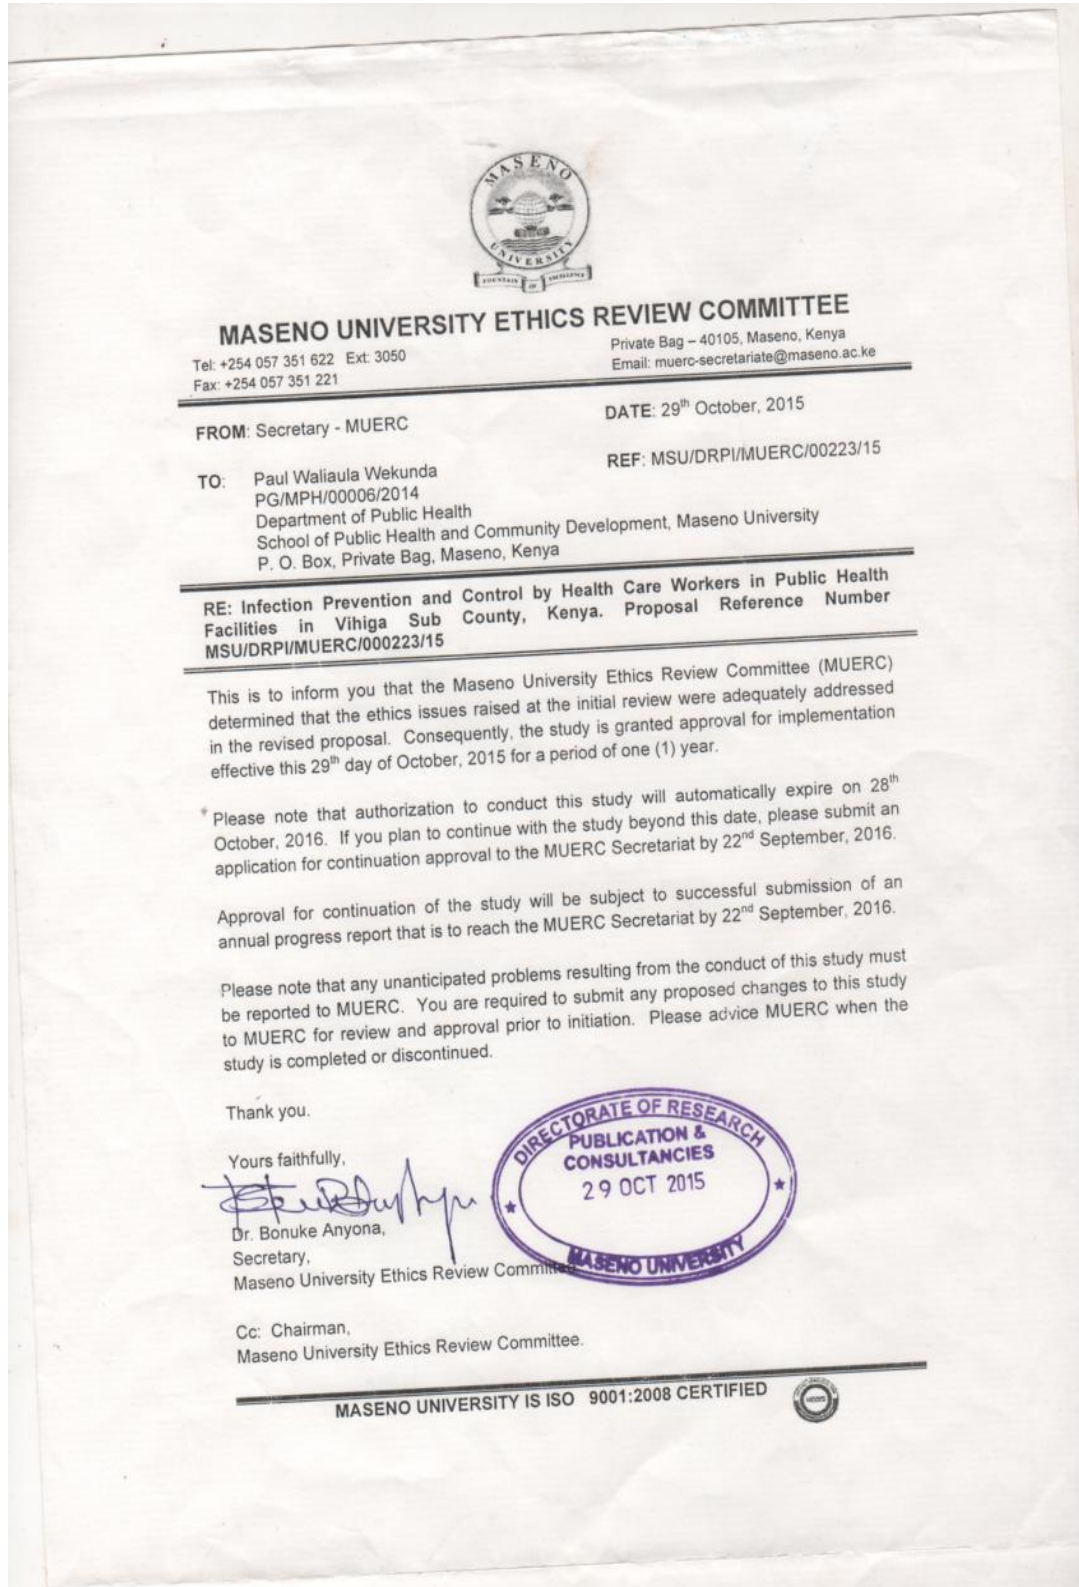 MASENO
UNIVERSITY
FOUNTAIN OF EXCELLENCE
MASENO UNIVERSITY ETHICS REVIEW COMMITTEE
Tel: +254 057 351 622 Ext: 3050
Private Bag – 40105, Maseno, Kenya
Fax: +254 057 351 221
Email: muerc-secretariate@maseno.ac.ke
FROM: Secretary - MUERC
DATE: 29th October, 2015
REF: MSU/DRPI/MUERC/00223/15
TO: Paul Waliaula Wekunda
PG/MPH/00006/2014
Department of Public Health
School of Public Health and Community Development, Maseno University
P. O. Box, Private Bag, Maseno, Kenya
RE: Infection Prevention and Control by Health Care Workers in Public Health
Facilities in Vihiga Sub County, Kenya. Proposal Reference Number
MSU/DRPI/MUERC/000223/15
This is to inform you that the Maseno University Ethics Review Committee (MUERC)
determined that the ethics issues raised at the initial review were adequately addressed
in the revised proposal. Consequently, the study is granted approval for implementation
effective this 29th day of October, 2015 for a period of one (1) year.
Please note that authorization to conduct this study will automatically expire on 28th
October, 2016. If you plan to continue with the study beyond this date, please submit an
application for continuation approval to the MUERC Secretariat by 22nd September, 2016.
Approval for continuation of the study will be subject to successful submission of an
annual progress report that is to reach the MUERC Secretariat by 22nd September, 2016.
Please note that any unanticipated problems resulting from the conduct of this study must
be reported to MUERC. You are required to submit any proposed changes to this study
to MUERC for review and approval prior to initiation. Please advice MUERC when the
study is completed or discontinued.
Thank you.
Yours faithfully,
Dr. Bonuke Anyona,
Secretary,
Maseno University Ethics Review Committee
DIRECTORATE OF RESEARCH
PUBLICATION &
CONSULTANCIES
29 OCT 2015
MASENO UNIVERSITY
Cc: Chairman,
Maseno University Ethics Review Committee.
MASENO UNIVERSITY IS ISO 9001:2008 CERTIFIED